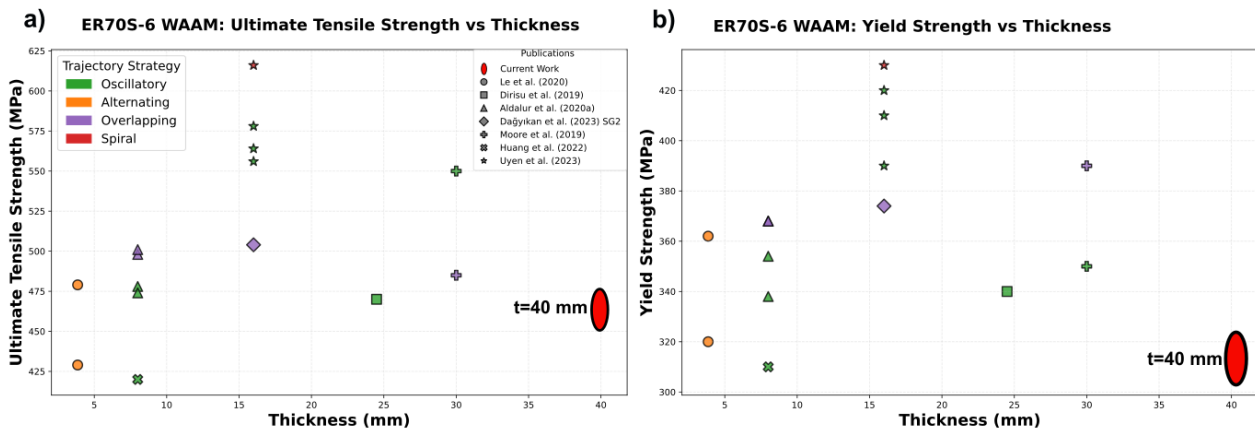 a)
ER70S-6 WAAM: Ultimate Tensile Strength vs Thickness
Ultimate Tensile Strength (MPa)
625
600
575
550
525
500
475
450
425
Trajectory Strategy
Oscillatory
Alternating
Overlapping
Spiral
Publications
Current Work
Le et al. (2020)
Dirisu et al. (2019)
Aldalur et al. (2020a)
Dağyıkan et al. (2023) SG2
Moore et al. (2019)
Huang et al. (2022)
Uyen et al. (2023)
t=40 mm
5 10 15 20 25 30 35 40
Thickness (mm)
b)
ER70S-6 WAAM: Yield Strength vs Thickness
Yield Strength (MPa)
420
400
380
360
340
320
300
t=40 mm
5 10 15 20 25 30 35 40
Thickness (mm)